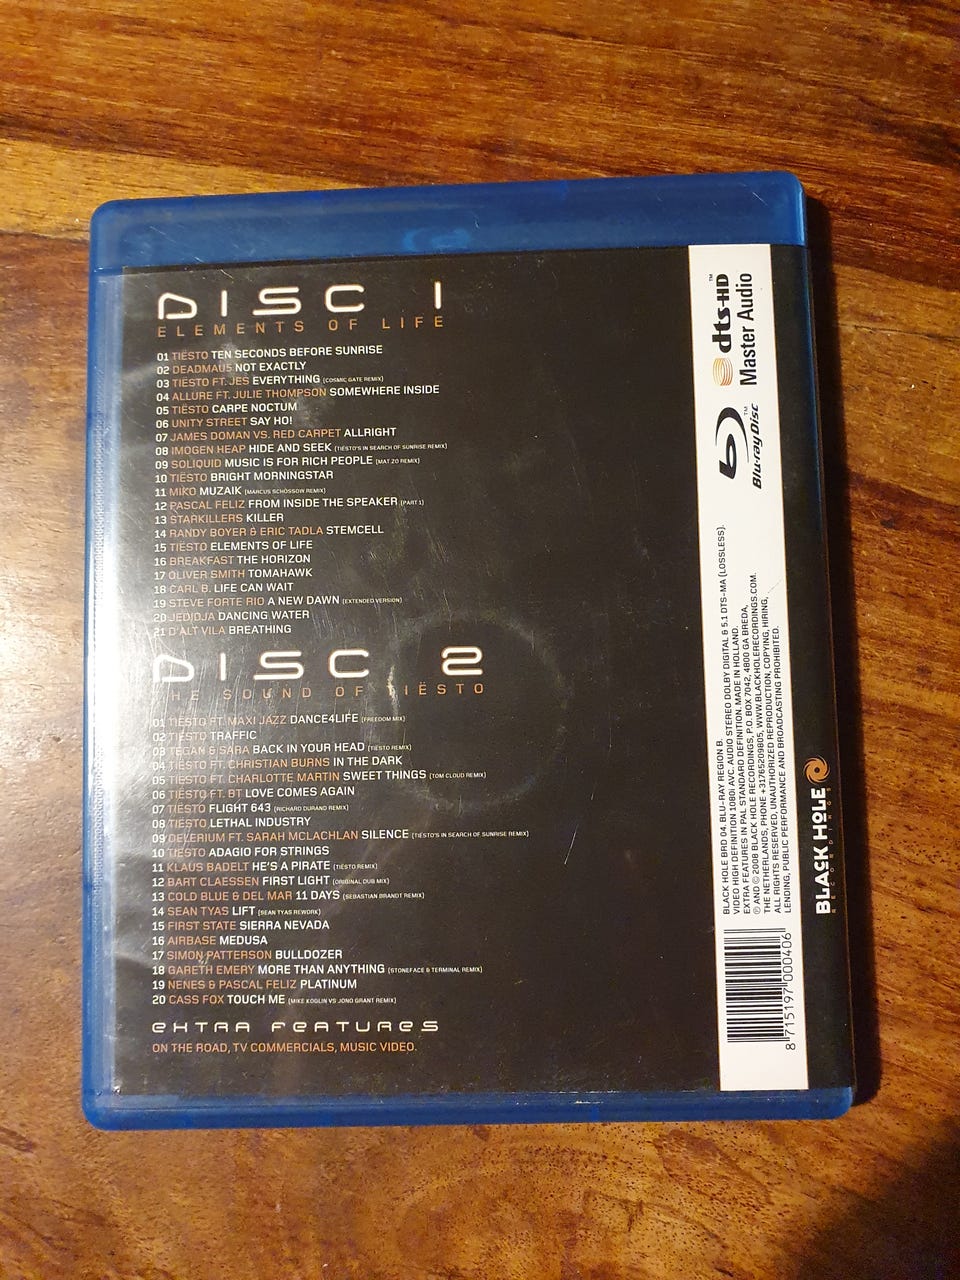 DISC 1
ELEMENTS OF LIFE
01 TIËSTO TEN SECONDS BEFORE SUNRISE
02 DEADMAU5 NOT EXACTLY
03 TIËSTO FT. JES EVERYTHING (COSMIC GATE REMIX)
04 ALLURE FT. JULIE THOMPSON SOMEWHERE INSIDE
05 TIËSTO CARPE NOCTUM
06 UNITY STREET SAY HO!
07 JAMES DOMAN VS. RED CARPET ALLRIGHT
08 IMOGEN HEAP HIDE AND SEEK (TIËSTO'S IN SEARCH OF SUNRISE REMIX)
09 SOLIQUID MUSIC IS FOR RICH PEOPLE (MAT ZO REMIX)
10 TIËSTO BRIGHT MORNINGSTAR
11 MIKO MUZAIK (MARCUS SCHOSSOW REMIX)
12 PASCAL FELIZ FROM INSIDE THE SPEAKER (PART 1)
13 STARKILLERS KILLER
14 RANDY BOYER & ERIC TADLA STEMCELL
15 TIËSTO ELEMENTS OF LIFE
16 BREAKFAST THE HORIZON
17 OLIVER SMITH TOMAHAWK
18 CARL B. LIFE CAN WAIT
19 STEVE FORTE RIO A NEW DAWN (EXTENDED VERSION)
20 JEDIDJA DANCING WATER
21 D'ALT VILA BREATHING
DISC 2
THE SOUND OF TIËSTO
01 TIËSTO FT. MAXI JAZZ DANCE4LIFE (FREEDOM MIX)
02 TIËSTO TRAFFIC
03 TEGAN & SARA BACK IN YOUR HEAD (TIËSTO REMIX)
04 TIËSTO FT. CHRISTIAN BURNS IN THE DARK
05 TIËSTO FT. CHARLOTTE MARTIN SWEET THINGS (TOM CLOUD REMIX)
06 TIËSTO FT. BT LOVE COMES AGAIN
07 TIËSTO FLIGHT 643 (RICHARD DURAND REMIX)
08 TIËSTO LETHAL INDUSTRY
09 DELERIUM FT. SARAH MCLACHLAN SILENCE (TIËSTO'S IN SEARCH OF SUNRISE REMIX)
10 TIËSTO ADAGIO FOR STRINGS
11 KLAUS BADELT HE'S A PIRATE (TIËSTO REMIX)
12 BART CLAESSEN FIRST LIGHT (ORIGINAL DUB MIX)
13 COLD BLUE & DEL MAR 11 DAYS (SEBASTIAN BRANDT REMIX)
14 SEAN TYAS LIFT (SEAN TYAS REWORK)
15 FIRST STATE SIERRA NEVADA
16 AIRBASE MEDUSA
17 SIMON PATTERSON BULLDOZER
18 GARETH EMERY MORE THAN ANYTHING (STONEFACE & TERMINAL REMIX)
19 NENES & PASCAL FELIZ PLATINUM
20 CASS FOX TOUCH ME (MIKE KOGLIN VS JONO GRANT REMIX)
EXTRA FEATURES
ON THE ROAD, TV COMMERCIALS, MUSIC VIDEO.
dts-HD™
Master Audio
Blu-ray Disc™
BLACK HOLE BRD 04. BLU-RAY REGION B.
VIDEO HIGH DEFINITION 1080i AVC. AUDIO STEREO DOLBY DIGITAL & 5.1 DTS-MA (LOSSLESS).
EXTRA FEATURES IN PAL STANDARD DEFINITION. MADE IN HOLLAND.
℗ AND © 2008 BLACK HOLE RECORDINGS, P.O. BOX 7042, 4800 GA BREDA,
THE NETHERLANDS, PHONE +31765209805, WWW.BLACKHOLERECORDINGS.COM.
ALL RIGHTS RESERVED, UNAUTHORIZED REPRODUCTION, COPYING, HIRING,
LENDING, PUBLIC PERFORMANCE AND BROADCASTING PROHIBITED.
8 715197 000406
BLACK HOLE
RECORDINGS